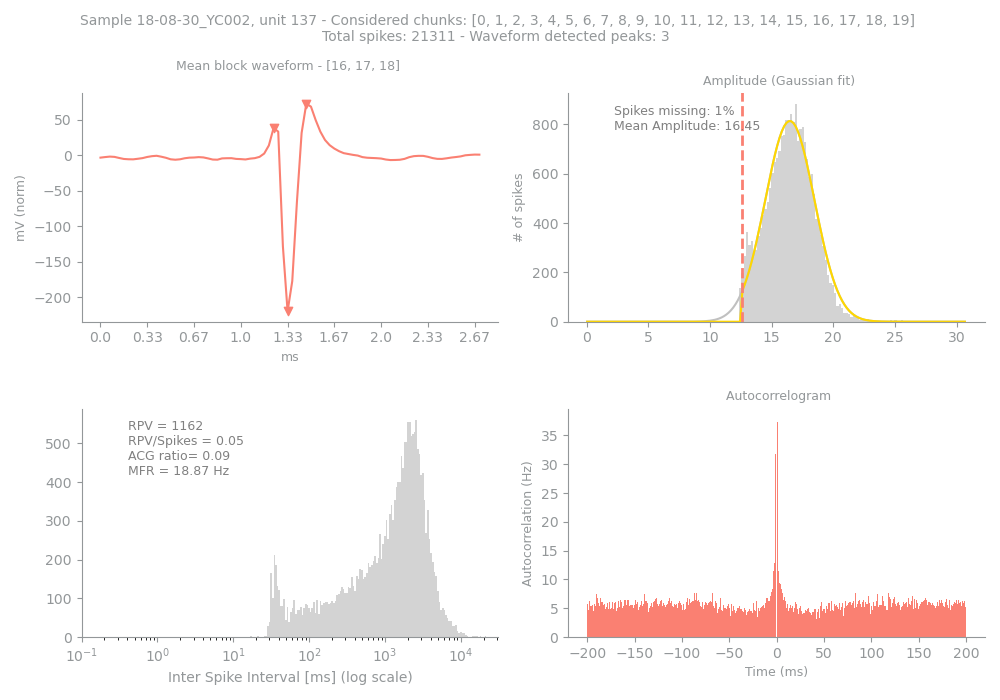 Sample 18-08-30_YC002, unit 137 - Considered chunks: [0, 1, 2, 3, 4, 5, 6, 7, 8, 9, 10, 11, 12, 13, 14, 15, 16, 17, 18, 19]
Total spikes: 21311 - Waveform detected peaks: 3
Mean block waveform - [16, 17, 18]
50
0
−50
−100
−150
−200
mV (norm)
0.0 0.33 0.67 1.0 1.33 1.67 2.0 2.33 2.67
ms
Amplitude (Gaussian fit)
Spikes missing: 1%
Mean Amplitude: 16.45
800
600
400
200
0
# of spikes
0 5 10 15 20 25 30
RPV = 1162
RPV/Spikes = 0.05
ACG ratio= 0.09
MFR = 18.87 Hz
500
400
300
200
100
0
10−1 100 101 102 103 104
Inter Spike Interval [ms] (log scale)
Autocorrelogram
35
30
25
20
15
10
5
0
Autocorrelation (Hz)
−200 −150 −100 −50 0 50 100 150 200
Time (ms)